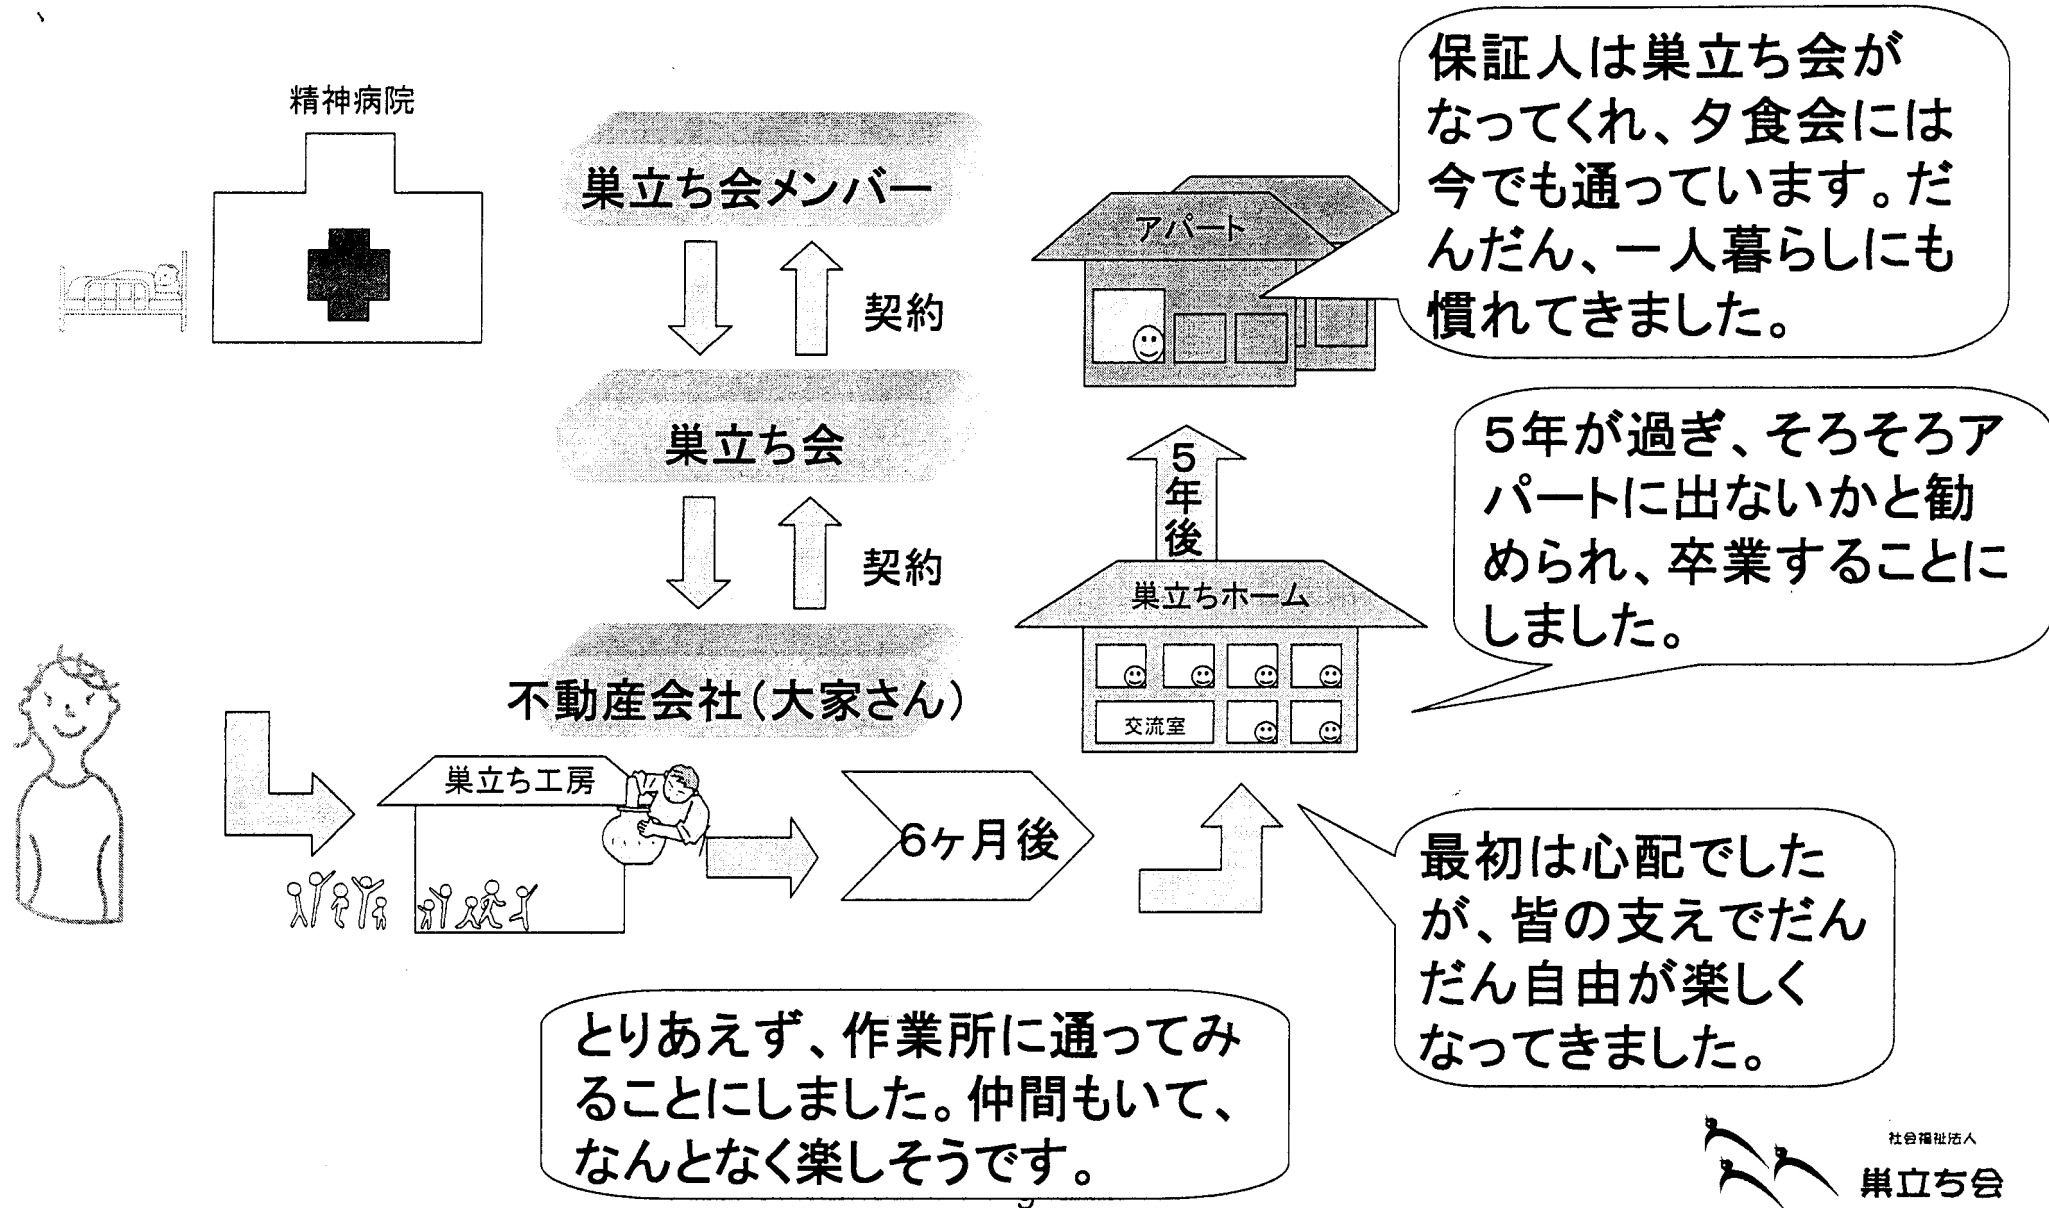 精神病院
巣立ち会メンバー
契約
巣立ち会
契約
不動産会社(大家さん)
アパート
保証人は巣立ち会が
なってくれ、夕食会には
今でも通っています。だ
んだん、一人暮らしにも
慣れてきました。
5年後
5年が過ぎ、そろそろア
パートに出ないかと勧
められ、卒業することに
しました。
巣立ちホーム
交流室
巣立ち工房
6ヶ月後
最初は心配でした
が、皆の支えでだん
だん自由が楽しく
なってきました。
とりあえず、作業所に通ってみ
ることにしました。仲間もいて、
なんとなく楽しそうです。
社会福祉法人
巣立ち会